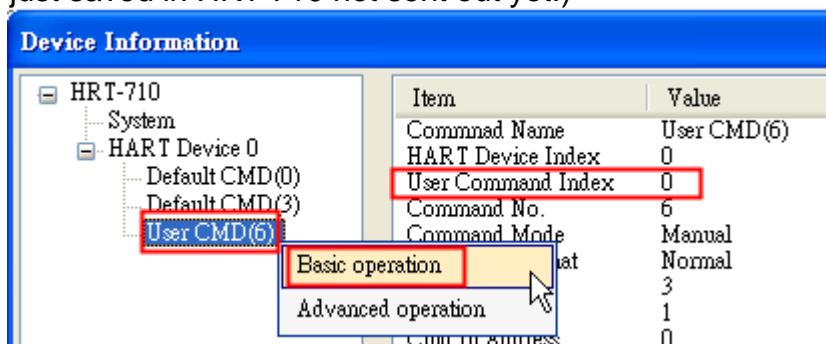 just saved in HRT-710 not sent out yet.)
Device Information
HRT-710
System
HART Device 0
Default CMD(0)
Default CMD(3)
User CMD(6)
Basic operation
Advanced operation
Item Value
Commnad Name User CMD(6)
HART Device Index 0
User Command Index 0
Command No. 6
Command Mode Manual
Normal
3
1
Address 0